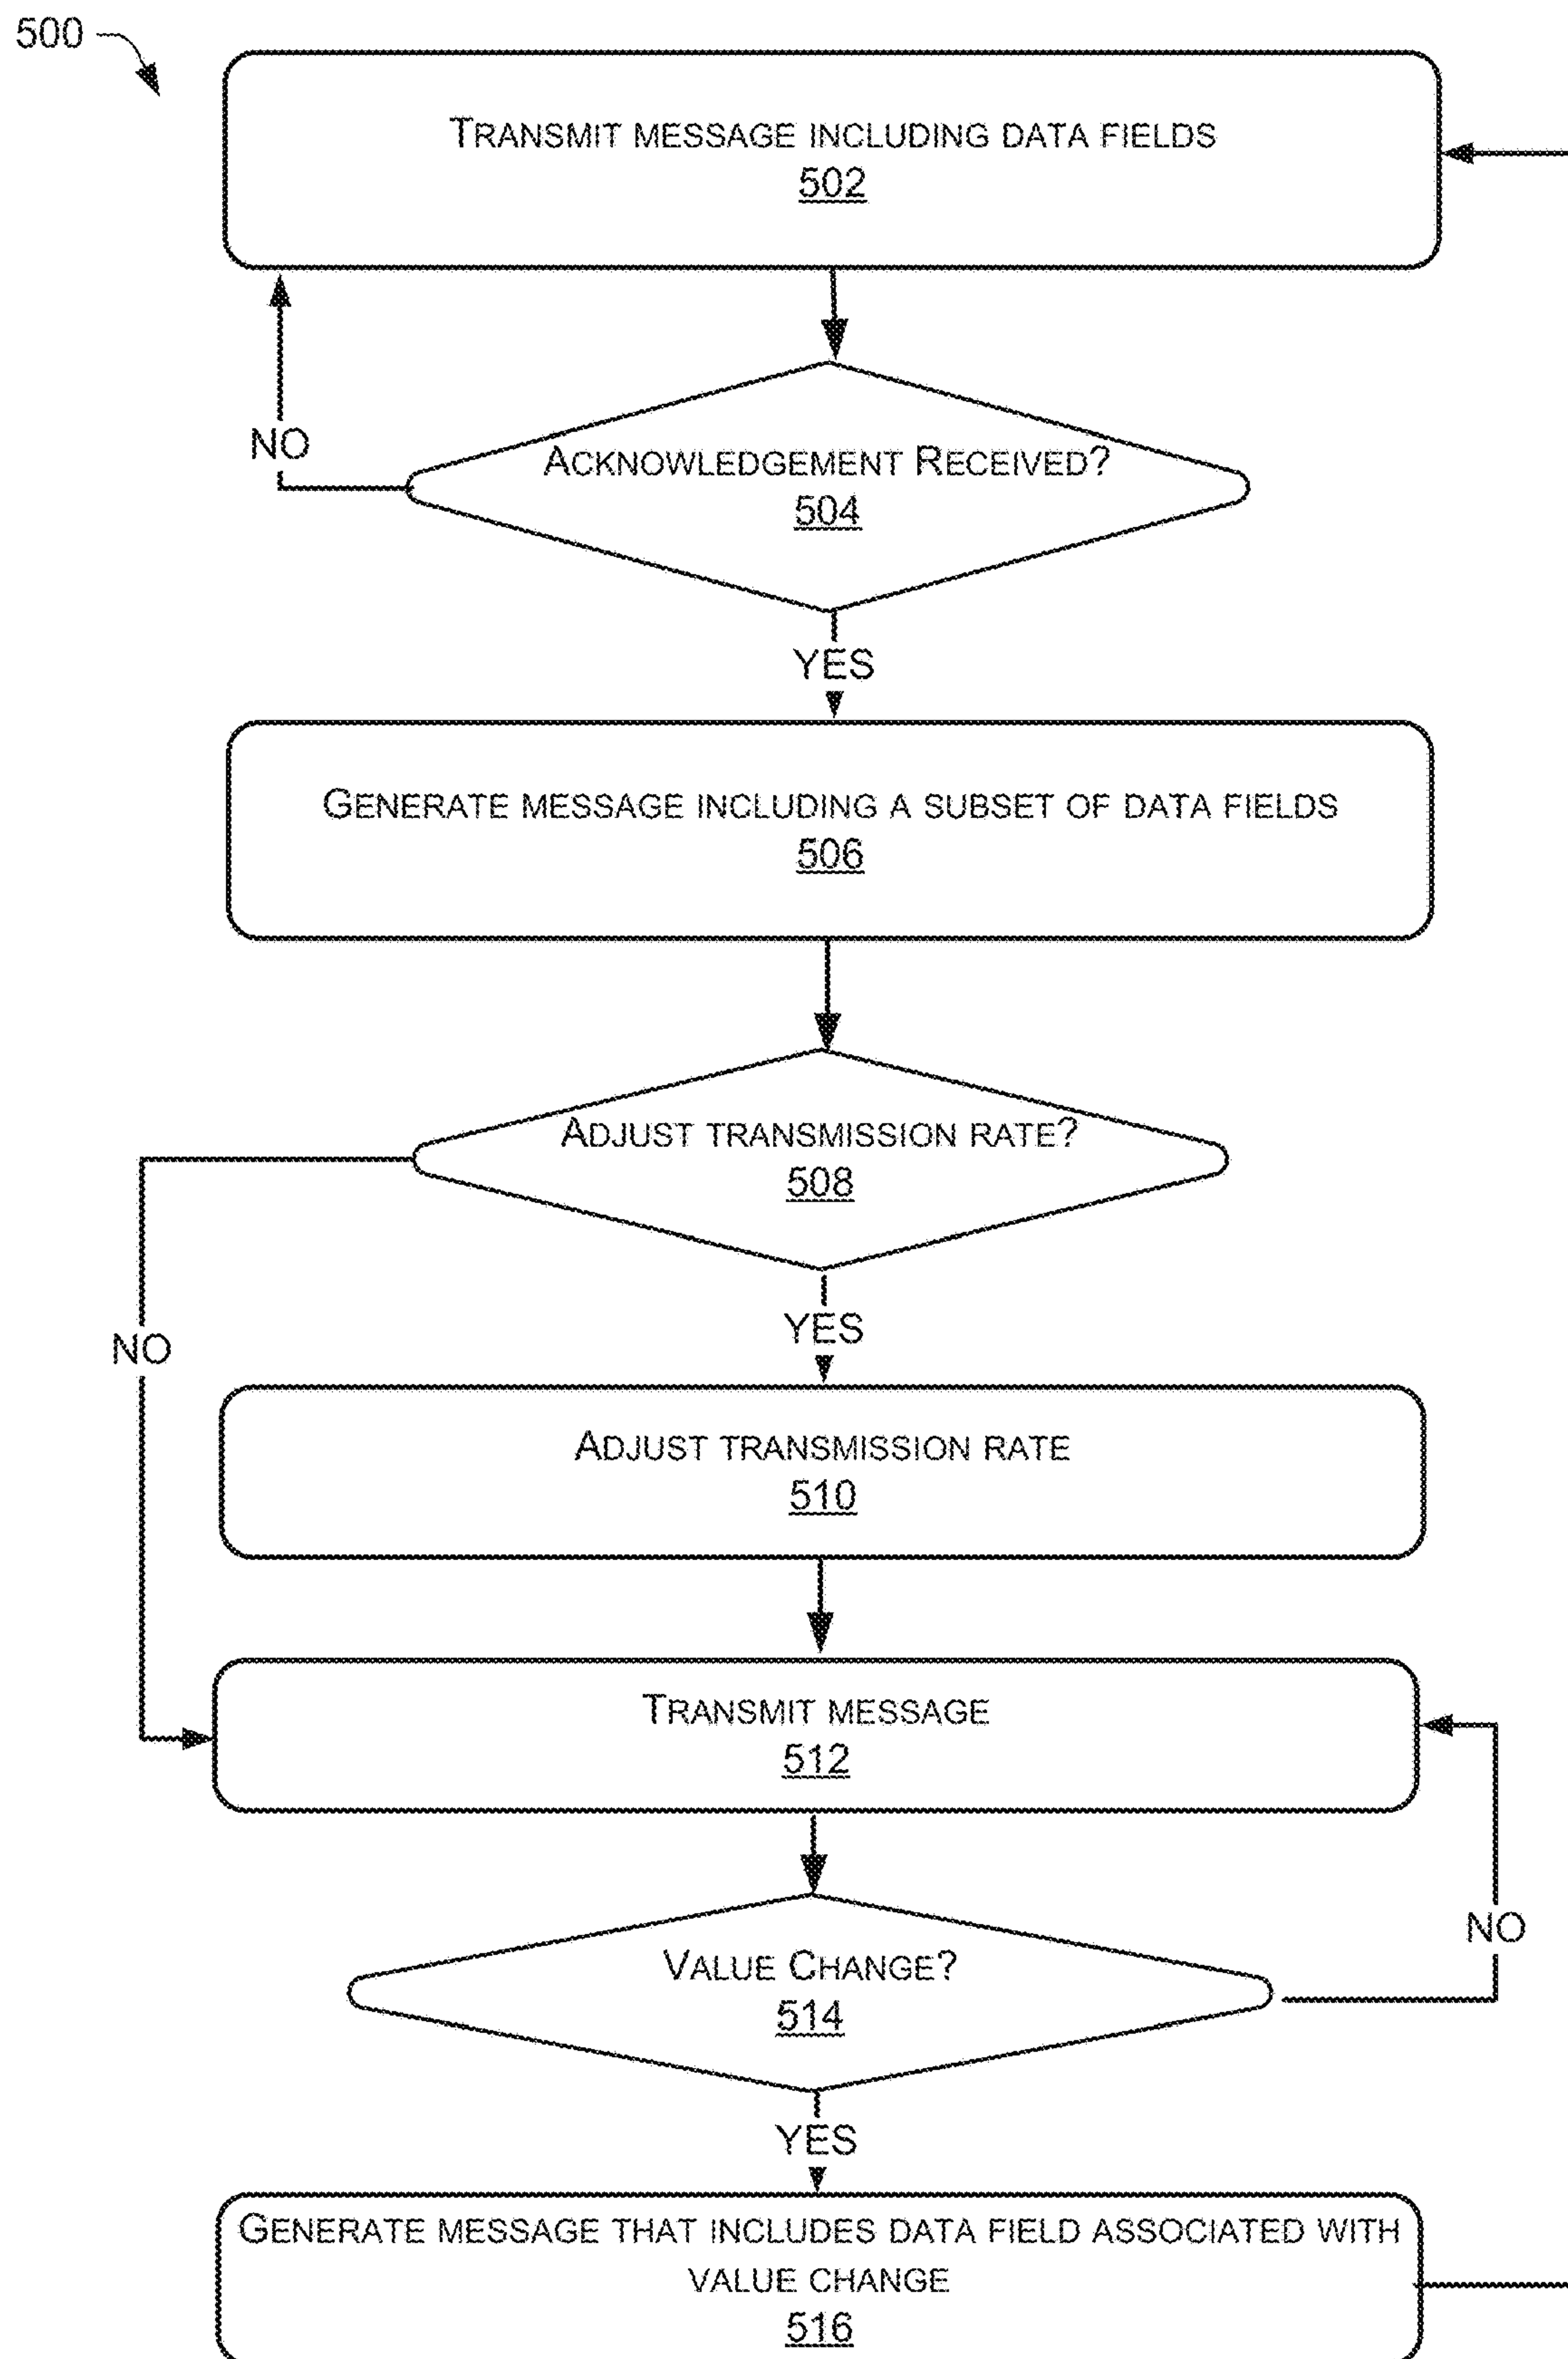 500
TRANSMIT MESSAGE INCLUDING DATA FIELDS
502
NO
ACKNOWLEDGEMENT RECEIVED?
504
YES
GENERATE MESSAGE INCLUDING A SUBSET OF DATA FIELDS
506
ADJUST TRANSMISSION RATE?
508
YES
NO
ADJUST TRANSMISSION RATE
510
TRANSMIT MESSAGE
512
NO
VALUE CHANGE?
514
YES
GENERATE MESSAGE THAT INCLUDES DATA FIELD ASSOCIATED WITH
VALUE CHANGE
516